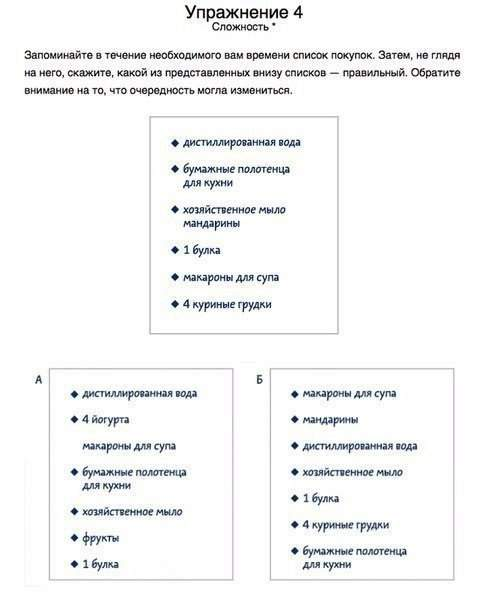 Упражнение 4
Сложность *
Запоминайте в течение необходимого вам времени список покупок. Затем, не глядя
на него, скажите, какой из представленных внизу списков — правильный. Обратите
внимание на то, что очередность могла измениться.
◆ дистиллированная вода
◆ бумажные полотенца
для кухни
◆ хозяйственное мыло
мандарины
◆ 1 булка
◆ макароны для супа
◆ 4 куриные грудки
А
◆ дистиллированная вода
◆ 4 йогурта
макароны для супа
◆ бумажные полотенца
для кухни
◆ хозяйственное мыло
◆ фрукты
◆ 1 булка
Б
◆ макароны для супа
◆ мандарины
◆ дистиллированная вода
◆ хозяйственное мыло
◆ 1 булка
◆ 4 куриные грудки
◆ бумажные полотенца
для кухни